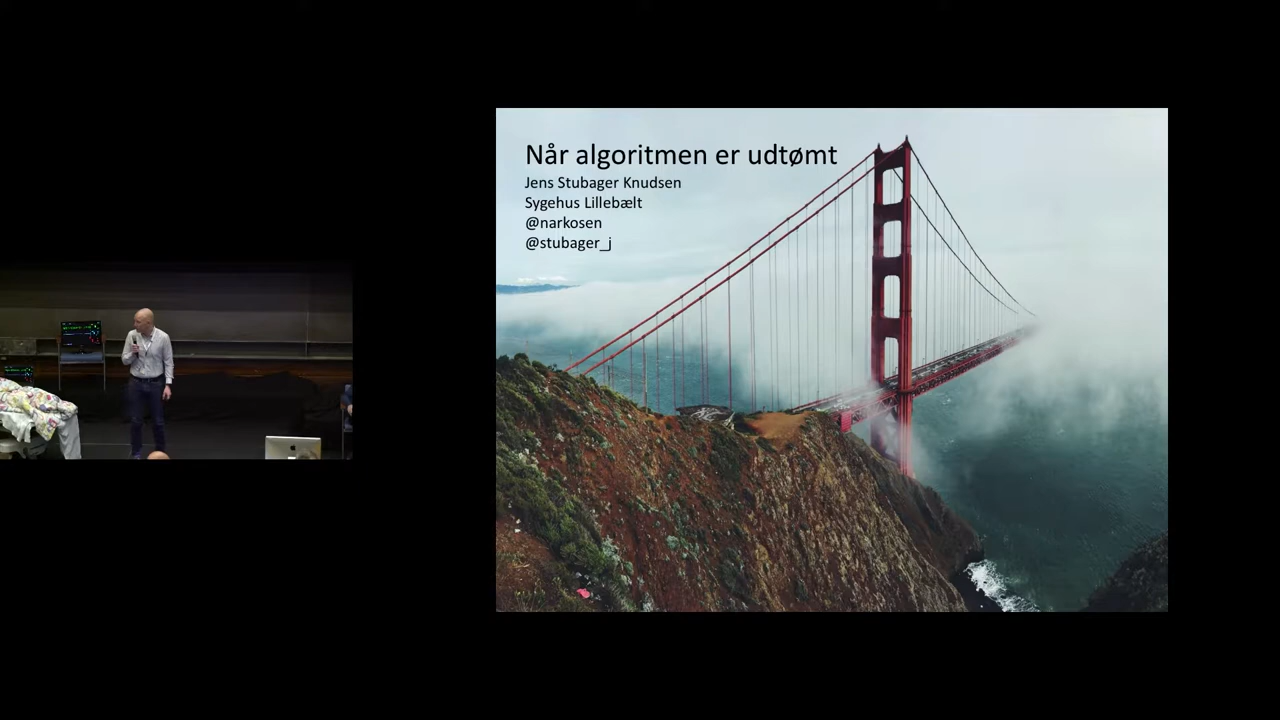 Når algoritmen er udtømt
Jens Stubager Knudsen
Sygehus Lillebælt
@narkosen
@stubager_j